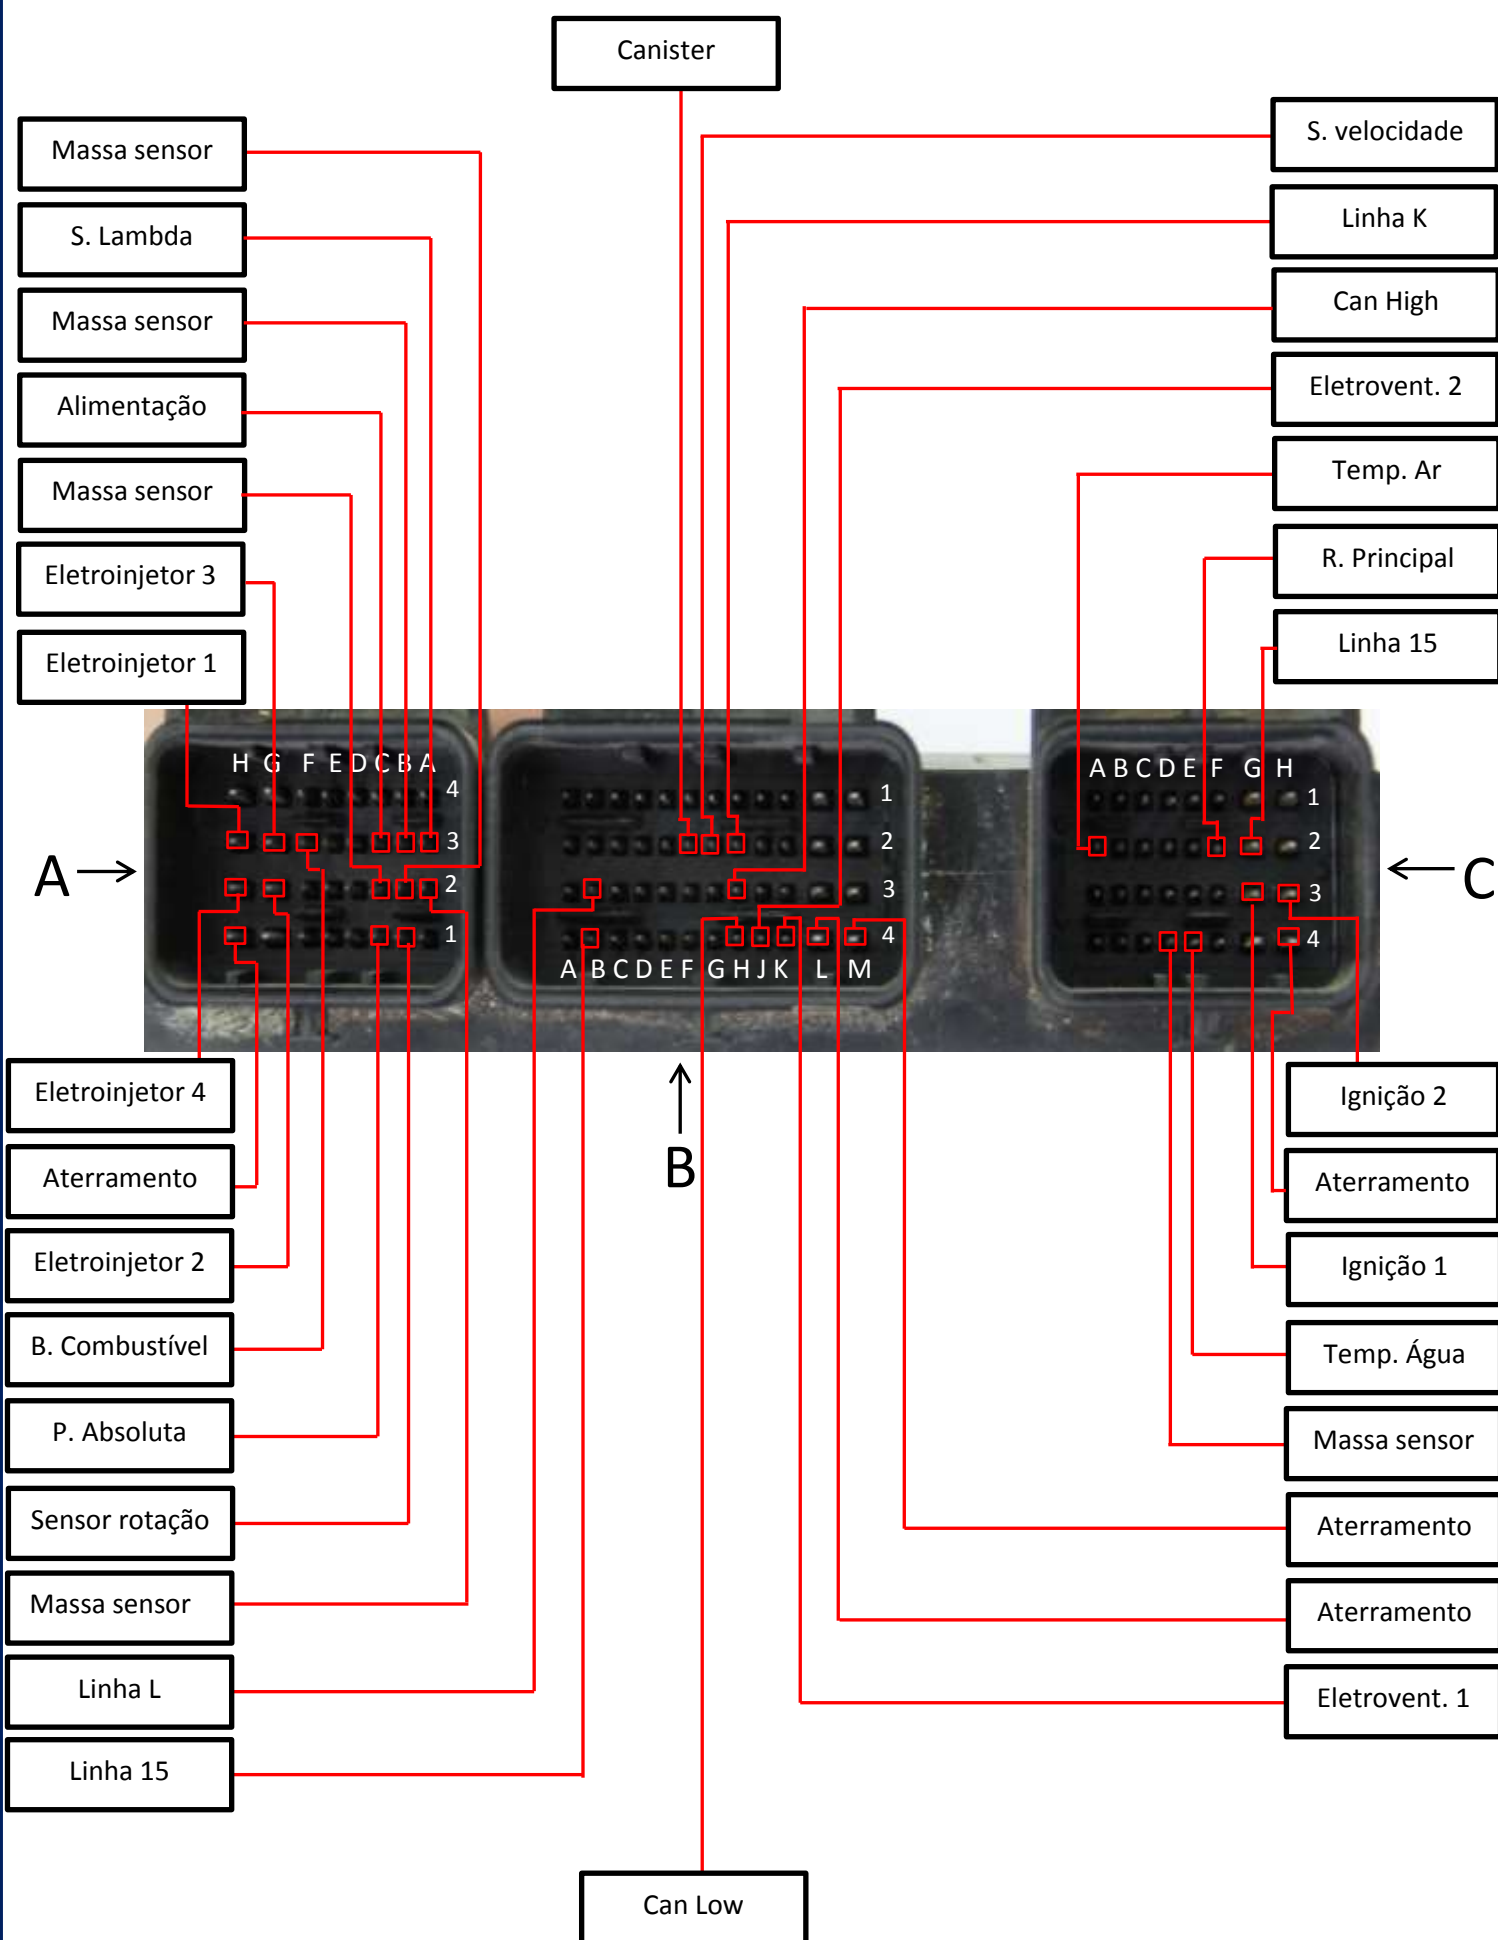 Canister
Massa sensor
S. Lambda
Massa sensor
Alimentação
Massa sensor
Eletroinjetor 3
Eletroinjetor 1
S. velocidade
Linha K
Can High
Eletrovent. 2
Temp. Ar
R. Principal
Linha 15
H G F E D C B A
4
3
2
1
A
1
2
3
4
A B C D E F G H J K L M
B
A B C D E F G H
1
2
3
4
C
Eletroinjetor 4
Aterramento
Eletroinjetor 2
B. Combustível
P. Absoluta
Sensor rotação
Massa sensor
Linha L
Linha 15
Ignição 2
Aterramento
Ignição 1
Temp. Água
Massa sensor
Aterramento
Aterramento
Eletrovent. 1
Can Low